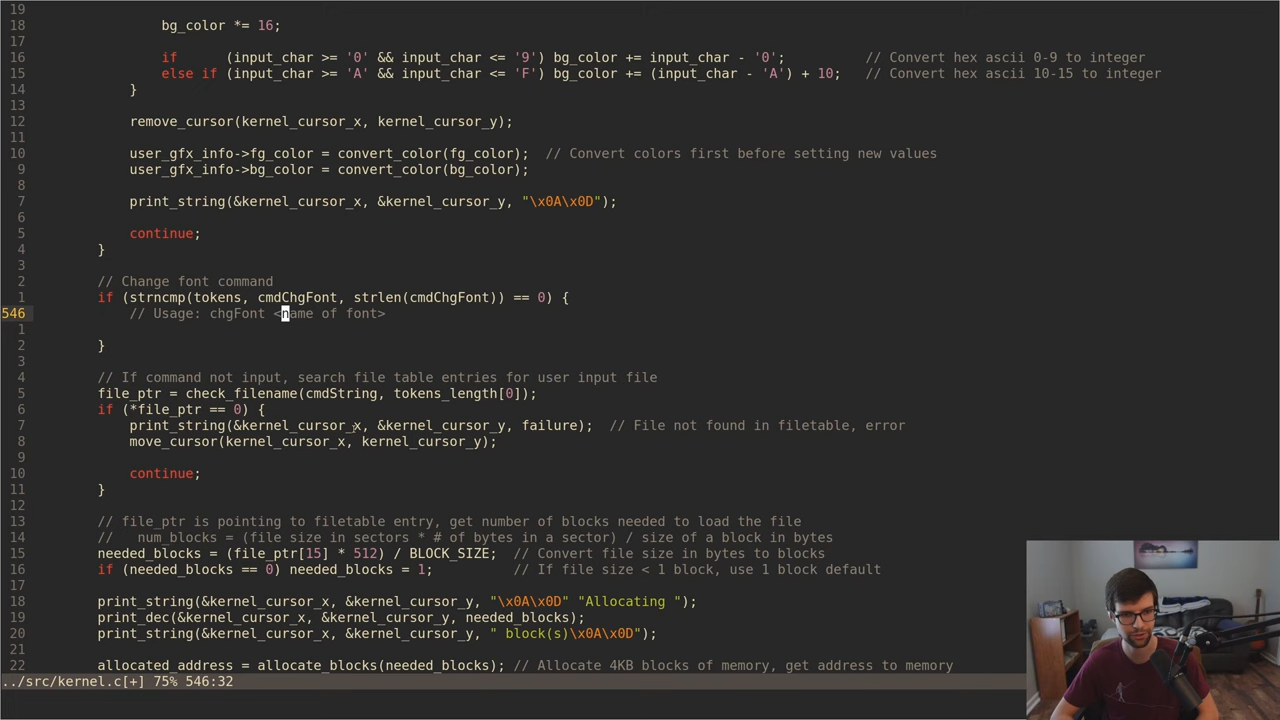 19
18 bg_color *= 16;
17
16 if (input_char >= '0' && input_char <= '9') bg_color += input_char - '0'; // Convert hex ascii 0-9 to integer
15 else if (input_char >= 'A' && input_char <= 'F') bg_color += (input_char - 'A') + 10; // Convert hex ascii 10-15 to integer
14 }
13
12 remove_cursor(kernel_cursor_x, kernel_cursor_y);
11
10 user_gfx_info->fg_color = convert_color(fg_color); // Convert colors first before setting new values
9 user_gfx_info->bg_color = convert_color(bg_color);
8
7 print_string(&kernel_cursor_x, &kernel_cursor_y, "\x0A\x0D");
6
5 continue;
4 }
3
2 // Change font command
1 if (strncmp(tokens, cmdChgFont, strlen(cmdChgFont)) == 0) {
546 // Usage: chgFont <name of font>
1
2 }
3
4 // If command not input, search file table entries for user input file
5 file_ptr = check_filename(cmdString, tokens_length[0]);
6 if (*file_ptr == 0) {
7 print_string(&kernel_cursor_x, &kernel_cursor_y, failure); // File not found in filetable, error
8 move_cursor(kernel_cursor_x, kernel_cursor_y);
9
10 continue;
11 }
12
13 // file_ptr is pointing to filetable entry, get number of blocks needed to load the file
14 // num_blocks = (file size in sectors * # of bytes in a sector) / size of a block in bytes
15 needed_blocks = (file_ptr[15] * 512) / BLOCK_SIZE; // Convert file size in bytes to blocks
16 if (needed_blocks == 0) needed_blocks = 1; // If file size < 1 block, use 1 block default
17
18 print_string(&kernel_cursor_x, &kernel_cursor_y, "\x0A\x0D" "Allocating ");
19 print_dec(&kernel_cursor_x, &kernel_cursor_y, needed_blocks);
20 print_string(&kernel_cursor_x, &kernel_cursor_y, " block(s)\x0A\x0D");
21
22 allocated_address = allocate_blocks(needed_blocks); // Allocate 4KB blocks of memory, get address to memory
../src/kernel.c[+] 75% 546:32